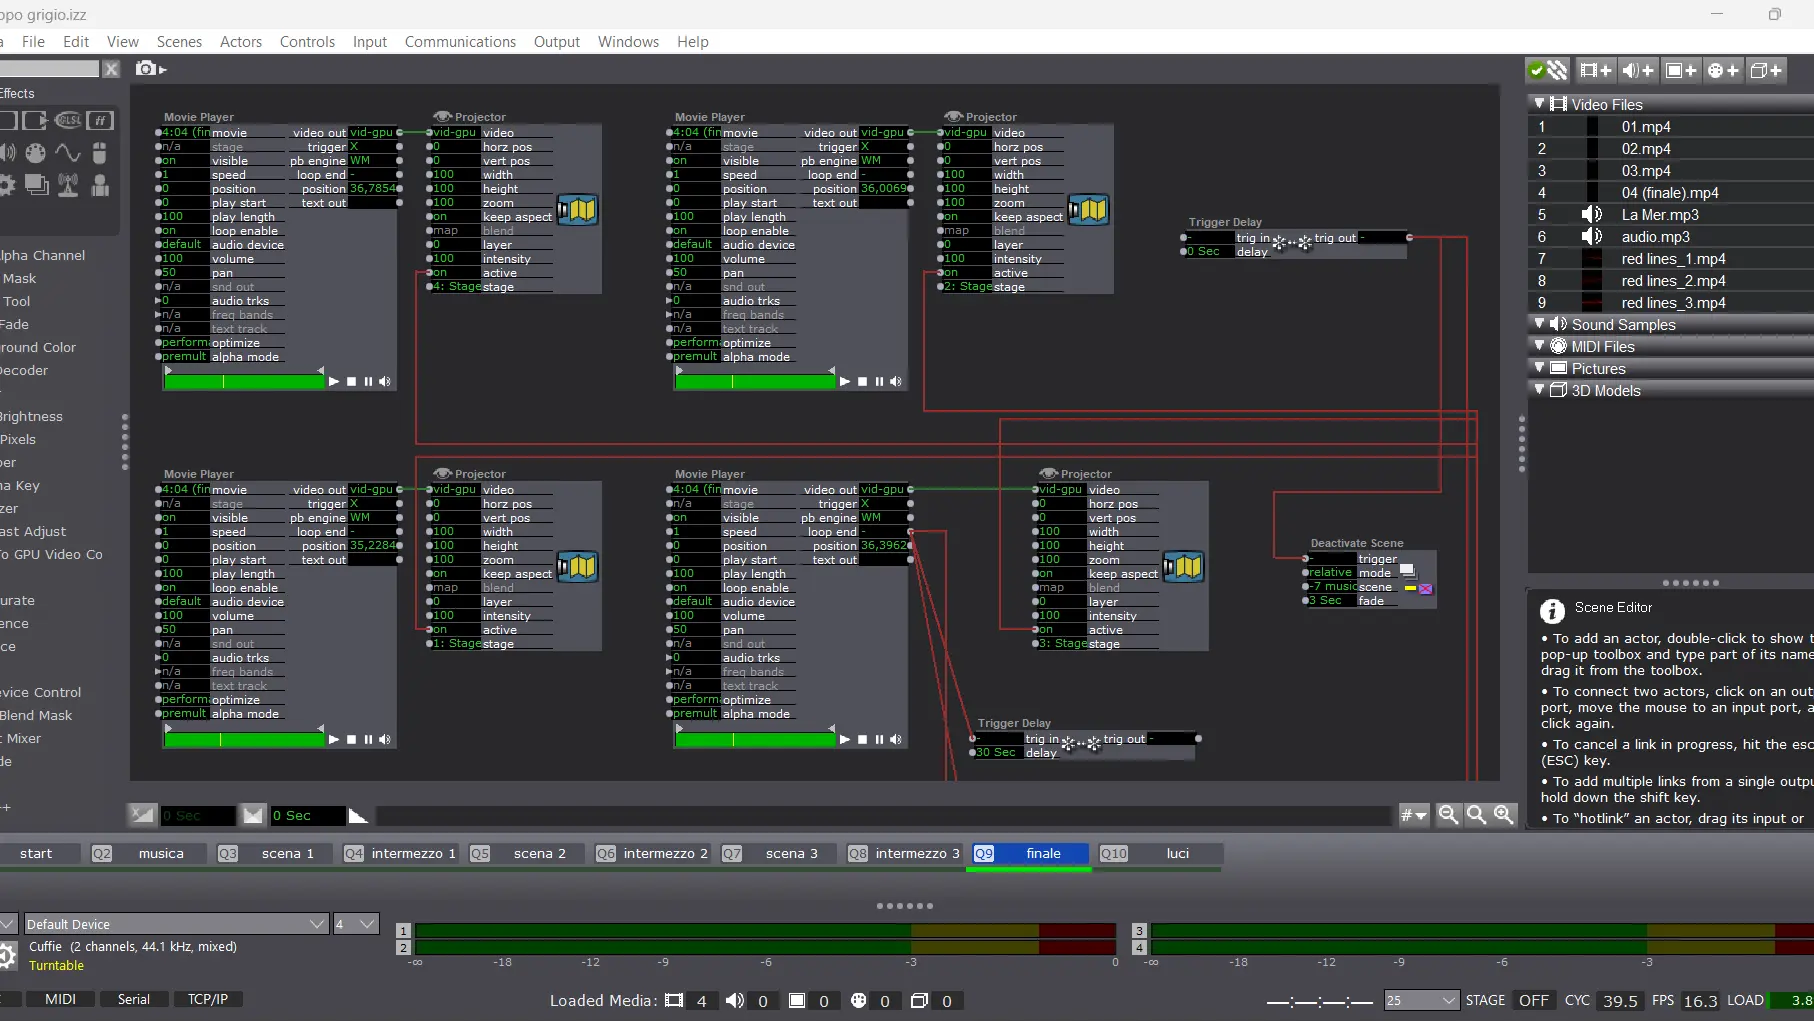 opo grigio.izz
File Edit View Scenes Actors Controls Input Communications Output Windows Help
Effects
Alpha Channel
Mask
Tool
Fade
round Color
Decoder
Brightness
Pixels
per
na Key
zer
ast Adjust
To GPU Video Co
urate
ence
ce
evice Control
Blend Mask
t Mixer
de
++
Movie Player
4:04 (fin movie video out vid-gpu
n/a stage trigger X
on visible pb engine WM
1 speed loop end -
0 position position 36,7854
0 play start text out
100 play length
on loop enable
default audio device
100 volume
50 pan
n/a snd out
0 audio trks
n/a freq bands
n/a text track
performa optimize
premult alpha mode
Projector
vid-gpu video
0 horz pos
0 vert pos
100 width
100 height
100 zoom
on keep aspect
map blend
0 layer
100 intensity
on active
4: Stage stage
Movie Player
4:04 (fin movie video out vid-gpu
n/a stage trigger X
on visible pb engine WM
1 speed loop end -
0 position position 36,0069
0 play start text out
100 play length
on loop enable
default audio device
100 volume
50 pan
n/a snd out
0 audio trks
n/a freq bands
n/a text track
performa optimize
premult alpha mode
Projector
vid-gpu video
0 horz pos
0 vert pos
100 width
100 height
100 zoom
on keep aspect
map blend
0 layer
100 intensity
on active
2: Stage stage
Trigger Delay
- trig in trig out -
0 Sec delay
Movie Player
4:04 (fin movie video out vid-gpu
n/a stage trigger X
on visible pb engine WM
1 speed loop end -
0 position position 35,2284
0 play start text out
100 play length
on loop enable
default audio device
100 volume
50 pan
n/a snd out
0 audio trks
n/a freq bands
n/a text track
performa optimize
premult alpha mode
Projector
vid-gpu video
0 horz pos
0 vert pos
100 width
100 height
100 zoom
on keep aspect
map blend
0 layer
100 intensity
on active
1: Stage stage
Movie Player
4:04 (fin movie video out vid-gpu
n/a stage trigger X
on visible pb engine WM
1 speed loop end -
0 position position 36,3962
0 play start text out
100 play length
on loop enable
default audio device
100 volume
50 pan
n/a snd out
0 audio trks
n/a freq bands
n/a text track
performa optimize
premult alpha mode
Projector
vid-gpu video
0 horz pos
0 vert pos
100 width
100 height
100 zoom
on keep aspect
map blend
0 layer
100 intensity
on active
3: Stage stage
Deactivate Scene
- trigger
relative mode
-7 music scene
3 Sec fade
Trigger Delay
- trig in trig out -
30 Sec delay
Video Files
1 01.mp4
2 02.mp4
3 03.mp4
4 04 (finale).mp4
5 La Mer.mp3
6 audio.mp3
7 red lines_1.mp4
8 red lines_2.mp4
9 red lines_3.mp4
Sound Samples
MIDI Files
Pictures
3D Models
Scene Editor
• To add an actor, double-click to show t
pop-up toolbox and type part of its name
drag it from the toolbox.
• To connect two actors, click on an out
port, move the mouse to an input port, a
click again.
• To cancel a link in progress, hit the esc
(ESC) key.
• To add multiple links from a single outpu
hold down the shift key.
• To “hotlink” an actor, drag its input or
0 Sec 0 Sec #
start Q2 musica Q3 scena 1 Q4 intermezzo 1 Q5 scena 2 Q6 intermezzo 2 Q7 scena 3 Q8 intermezzo 3 Q9 finale Q10 luci
Default Device 4
Cuffie (2 channels, 44.1 kHz, mixed)
Turntable
1
2
-∞ -18 -12 -9 -6 -3 0
3
4
-∞ -18 -12 -9 -6 -3
MIDI Serial TCP/IP
Loaded Media: 4 0 0 0 0
--:--:--:-- 25 STAGE OFF CYC 39.5 FPS 16.3 LOAD 3.8